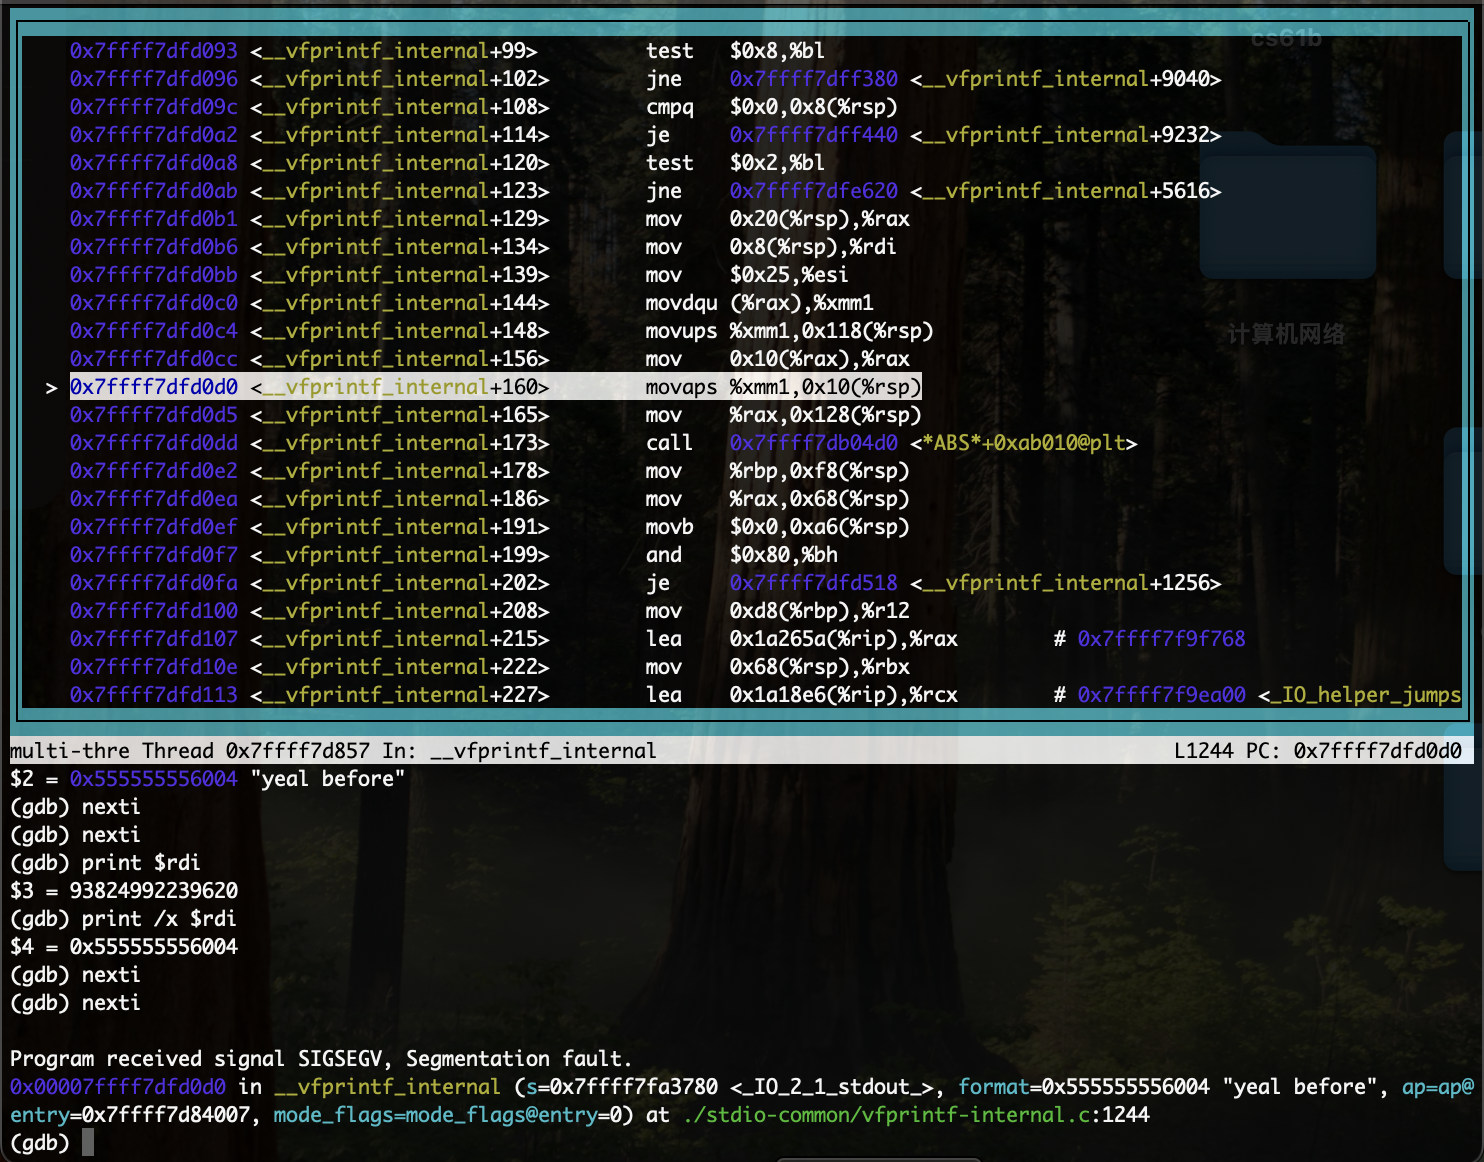 cs61b
0x7ffff7dfd093 <__vfprintf_internal+99> test $0x8,%bl
0x7ffff7dfd096 <__vfprintf_internal+102> jne 0x7ffff7dff380 <__vfprintf_internal+9040>
0x7ffff7dfd09c <__vfprintf_internal+108> cmpq $0x0,0x8(%rsp)
0x7ffff7dfd0a2 <__vfprintf_internal+114> je 0x7ffff7dff440 <__vfprintf_internal+9232>
0x7ffff7dfd0a8 <__vfprintf_internal+120> test $0x2,%bl
0x7ffff7dfd0ab <__vfprintf_internal+123> jne 0x7ffff7dfe620 <__vfprintf_internal+5616>
0x7ffff7dfd0b1 <__vfprintf_internal+129> mov 0x20(%rsp),%rax
0x7ffff7dfd0b6 <__vfprintf_internal+134> mov 0x8(%rsp),%rdi
0x7ffff7dfd0bb <__vfprintf_internal+139> mov $0x25,%esi
0x7ffff7dfd0c0 <__vfprintf_internal+144> movdqu (%rax),%xmm1
0x7ffff7dfd0c4 <__vfprintf_internal+148> movups %xmm1,0x118(%rsp)
计算机网络
0x7ffff7dfd0cc <__vfprintf_internal+156> mov 0x10(%rax),%rax
> 0x7ffff7dfd0d0 <__vfprintf_internal+160> movaps %xmm1,0x10(%rsp)
0x7ffff7dfd0d5 <__vfprintf_internal+165> mov %rax,0x128(%rsp)
0x7ffff7dfd0dd <__vfprintf_internal+173> call 0x7ffff7db04d0 <*ABS*+0xab010@plt>
0x7ffff7dfd0e2 <__vfprintf_internal+178> mov %rbp,0xf8(%rsp)
0x7ffff7dfd0ea <__vfprintf_internal+186> mov %rax,0x68(%rsp)
0x7ffff7dfd0ef <__vfprintf_internal+191> movb $0x0,0xa6(%rsp)
0x7ffff7dfd0f7 <__vfprintf_internal+199> and $0x80,%bh
0x7ffff7dfd0fa <__vfprintf_internal+202> je 0x7ffff7dfd518 <__vfprintf_internal+1256>
0x7ffff7dfd100 <__vfprintf_internal+208> mov 0xd8(%rbp),%r12
0x7ffff7dfd107 <__vfprintf_internal+215> lea 0x1a265a(%rip),%rax # 0x7ffff7f9f768
0x7ffff7dfd10e <__vfprintf_internal+222> mov 0x68(%rsp),%rbx
0x7ffff7dfd113 <__vfprintf_internal+227> lea 0x1a18e6(%rip),%rcx # 0x7ffff7f9ea00 <_IO_helper_jumps
multi-thre Thread 0x7ffff7d857 In: __vfprintf_internal L1244 PC: 0x7ffff7dfd0d0
$2 = 0x555555556004 "yeal before"
(gdb) nexti
(gdb) nexti
(gdb) print $rdi
$3 = 93824992239620
(gdb) print /x $rdi
$4 = 0x555555556004
(gdb) nexti
(gdb) nexti
Program received signal SIGSEGV, Segmentation fault.
0x00007ffff7dfd0d0 in __vfprintf_internal (s=0x7ffff7fa3780 <_IO_2_1_stdout_>, format=0x555555556004 "yeal before", ap=ap@
entry=0x7ffff7d84007, mode_flags=mode_flags@entry=0) at ./stdio-common/vfprintf-internal.c:1244
(gdb)